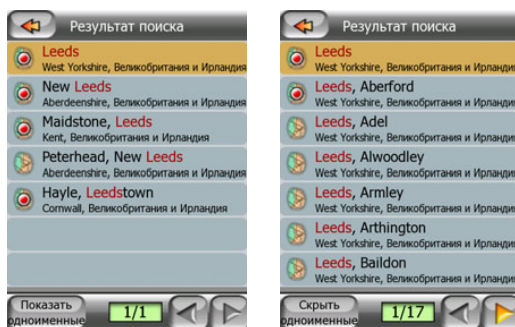 Результат поиска
Leeds
West Yorkshire, Великобритания и Ирландия
New Leeds
Aberdeenshire, Великобритания и Ирландия
Maidstone, Leeds
Kent, Великобритания и Ирландия
Peterhead, New Leeds
Aberdeenshire, Великобритания и Ирландия
Hayle, Leedstown
Cornwall, Великобритания и Ирландия
Показать
одноименные
1/1
Результат поиска
Leeds
West Yorkshire, Великобритания и Ирландия
Leeds, Aberford
West Yorkshire, Великобритания и Ирландия
Leeds, Adel
West Yorkshire, Великобритания и Ирландия
Leeds, Alwoodley
West Yorkshire, Великобритания и Ирландия
Leeds, Armley
West Yorkshire, Великобритания и Ирландия
Leeds, Arthington
West Yorkshire, Великобритания и Ирландия
Leeds, Baildon
West Yorkshire, Великобритания и Ирландия
Скрыть
одноименные
1/17